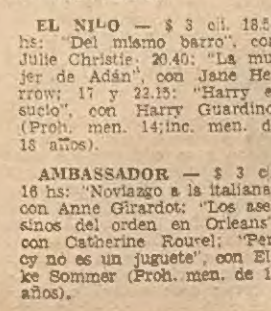 EL NILO — $ 3 c|i. 18.5
hs: "Del mismo barro", con
Julie Christie. 20.40: "La mu
jer de Adán", con Jane He
rrow; 17 y 22.15: "Harry e
sucio", con Harry Guardino
(Proh. men. 14;inc. men. d
18 años).
AMBASSADOR — $ 3 c
16 hs: "Noviazgo a la italiana
con Anne Girardot; "Los ase
sinos del orden en Orleans"
con Catherine Rouvel; "Per
cy no es un juguete", con El
ke Sommer (Proh. men. de 1
años).